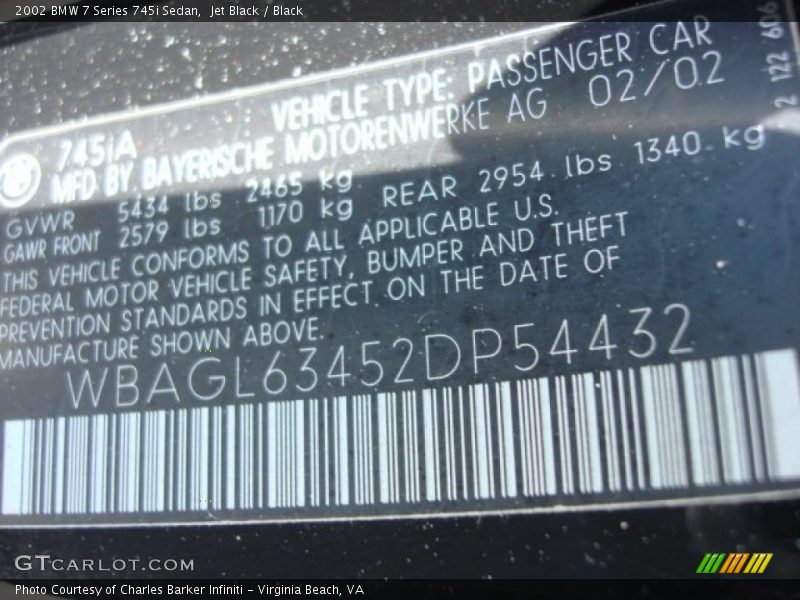 2002 BMW 7 Series 745i Sedan,  Jet Black / Black
745iA VEHICLE TYPE: PASSENGER CAR
MFD BY BAYERISCHE MOTORENWERKE AG 02/02
GVWR 5434 lbs 2465 kg
GAWR FRONT 2579 lbs 1170 kg REAR 2954 lbs 1340 kg
THIS VEHICLE CONFORMS TO ALL APPLICABLE U.S.
FEDERAL MOTOR VEHICLE SAFETY, BUMPER AND THEFT
PREVENTION STANDARDS IN EFFECT ON THE DATE OF
MANUFACTURE SHOWN ABOVE.
WBAGL63452DP54432
2 122 606
GTCARLOT.COM
Photo Courtesy of Charles Barker Infiniti - Virginia Beach, VA